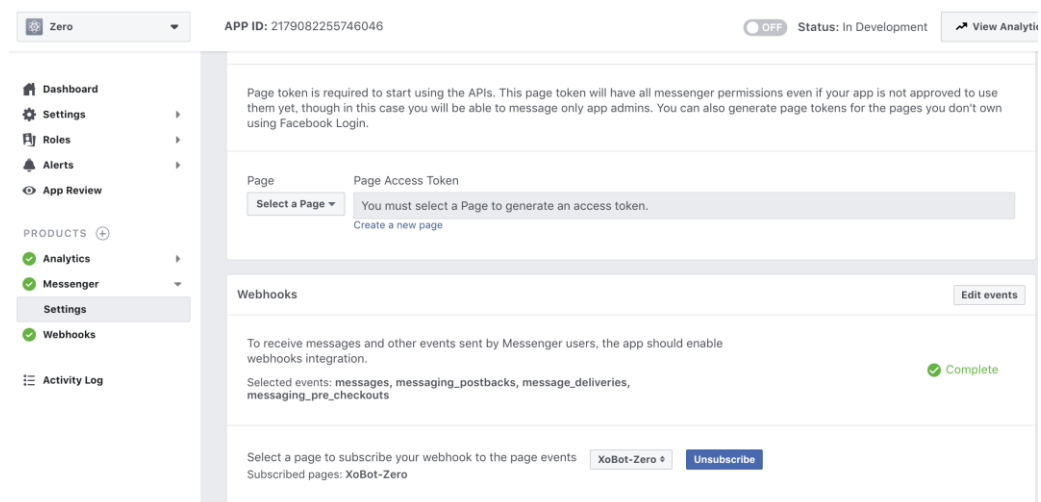 Zero
APP ID: 2179082255746046
OFF
Status: In Development
View Analytic
Dashboard
Settings
Roles
Alerts
App Review
PRODUCTS
Analytics
Messenger
Settings
Webhooks
Activity Log
Page token is required to start using the APIs. This page token will have all messenger permissions even if your app is not approved to use
them yet, though in this case you will be able to message only app admins. You can also generate page tokens for the pages you don't own
using Facebook Login.
Page
Page Access Token
Select a Page
You must select a Page to generate an access token.
Create a new page
Webhooks
Edit events
To receive messages and other events sent by Messenger users, the app should enable
webhooks integration.
Complete
Selected events: messages, messaging_postbacks, message_deliveries,
messaging_pre_checkouts
Select a page to subscribe your webhook to the page events
XoBot-Zero
Unsubscribe
Subscribed pages: XoBot-Zero